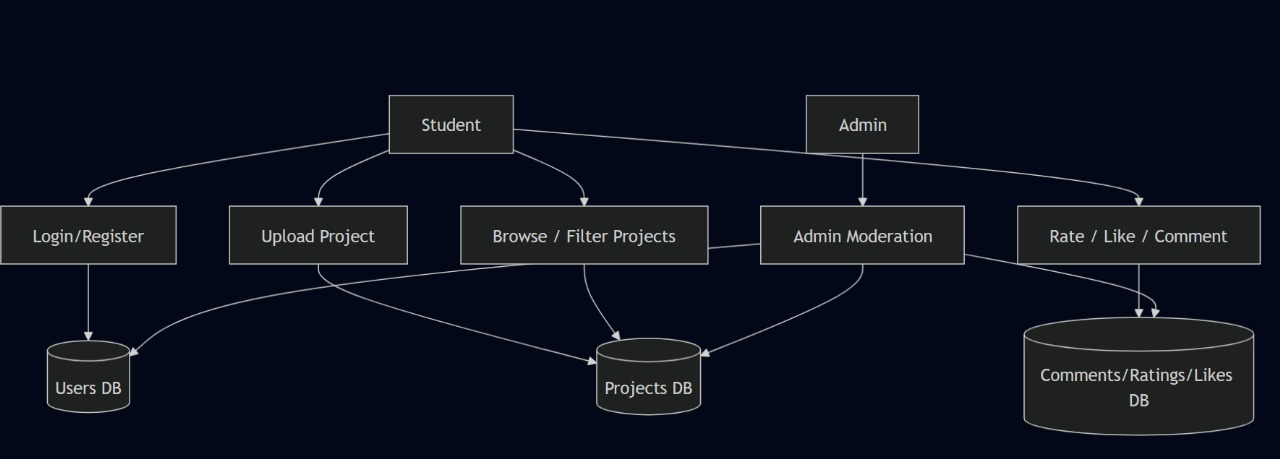 Student
Admin
Login/Register
Upload Project
Browse / Filter Projects
Admin Moderation
Rate / Like / Comment
Users DB
Projects DB
Comments/Ratings/Likes
DB